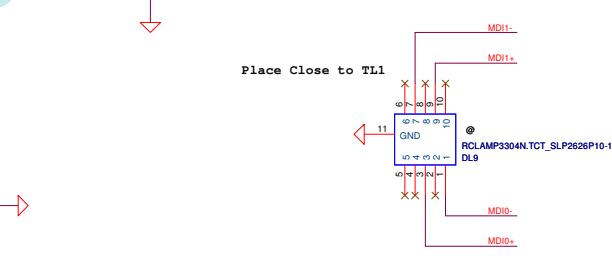 MDI1-
MDI1+
Place Close to TL1
6 7 8 9 10
11
6 7 8 9 10
GND
@
RCLAMP3304N.TCT_SLP2626P10-1
DL9
5 4 3 2 1
5 4 3 2 1
MDI0-
MDI0+